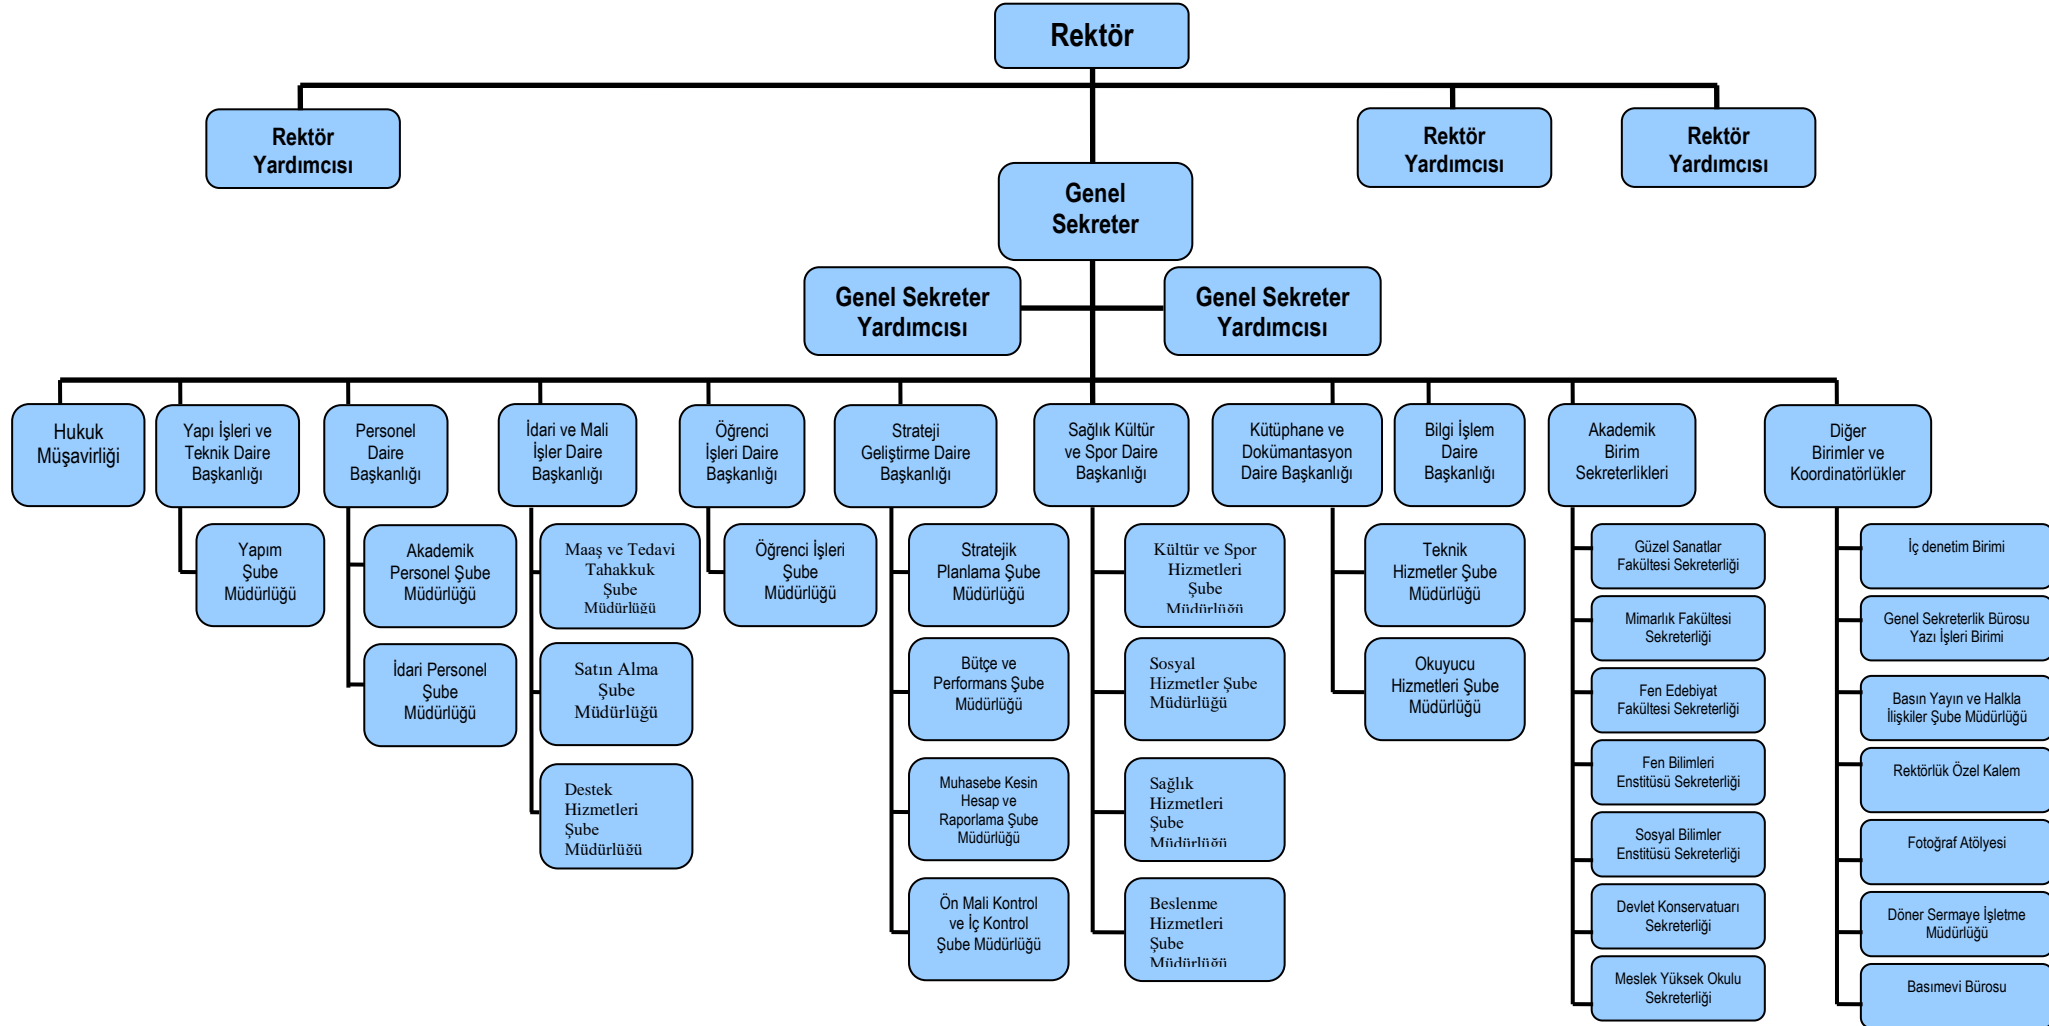 Rektör
Rektör
Yardımcısı
Rektör
Yardımcısı
Rektör
Yardımcısı
Genel
Sekreter
Genel Sekreter
Yardımcısı
Genel Sekreter
Yardımcısı
Hukuk
Müşavirliği
Yapı İşleri ve
Teknik Daire
Başkanlığı
Personel
Daire
Başkanlığı
İdari ve Mali
İşler Daire
Başkanlığı
Öğrenci
İşleri Daire
Başkanlığı
Strateji
Geliştirme Daire
Başkanlığı
Sağlık Kültür
ve Spor Daire
Başkanlığı
Kütüphane ve
Dokümantasyon
Daire Başkanlığı
Bilgi İşlem
Daire
Başkanlığı
Akademik
Birim
Sekreterlikleri
Diğer
Birimler ve
Koordinatörlükler
Yapım
Şube
Müdürlüğü
Akademik
Personel Şube
Müdürlüğü
İdari Personel
Şube
Müdürlüğü
Maaş ve Tedavi
Tahakkuk
Şube
Müdürlüğü
Satın Alma
Şube
Müdürlüğü
Destek
Hizmetleri
Şube
Müdürlüğü
Öğrenci İşleri
Şube
Müdürlüğü
Stratejik
Planlama Şube
Müdürlüğü
Bütçe ve
Performans Şube
Müdürlüğü
Muhasebe Kesin
Hesap ve
Raporlama Şube
Müdürlüğü
Ön Mali Kontrol
ve İç Kontrol
Şube Müdürlüğü
Kültür ve Spor
Hizmetleri
Şube
Müdürlüğü
Sosyal
Hizmetler Şube
Müdürlüğü
Sağlık
Hizmetleri
Şube
Müdürlüğü
Beslenme
Hizmetleri
Şube
Müdürlüğü
Teknik
Hizmetler Şube
Müdürlüğü
Okuyucu
Hizmetleri Şube
Müdürlüğü
Güzel Sanatlar
Fakültesi Sekreterliği
Mimarlık Fakültesi
Sekreterliği
Fen Edebiyat
Fakültesi Sekreterliği
Fen Bilimleri
Enstitüsü Sekreterliği
Sosyal Bilimler
Enstitüsü Sekreterliği
Devlet Konservatuarı
Sekreterliği
Meslek Yüksek Okulu
Sekreterliği
İç denetim Birimi
Genel Sekreterlik Bürosu
Yazı İşleri Birimi
Basın Yayın ve Halkla
İlişkiler Şube Müdürlüğü
Rektörlük Özel Kalem
Fotoğraf Atölyesi
Döner Sermaye İşletme
Müdürlüğü
Basımevi Bürosu